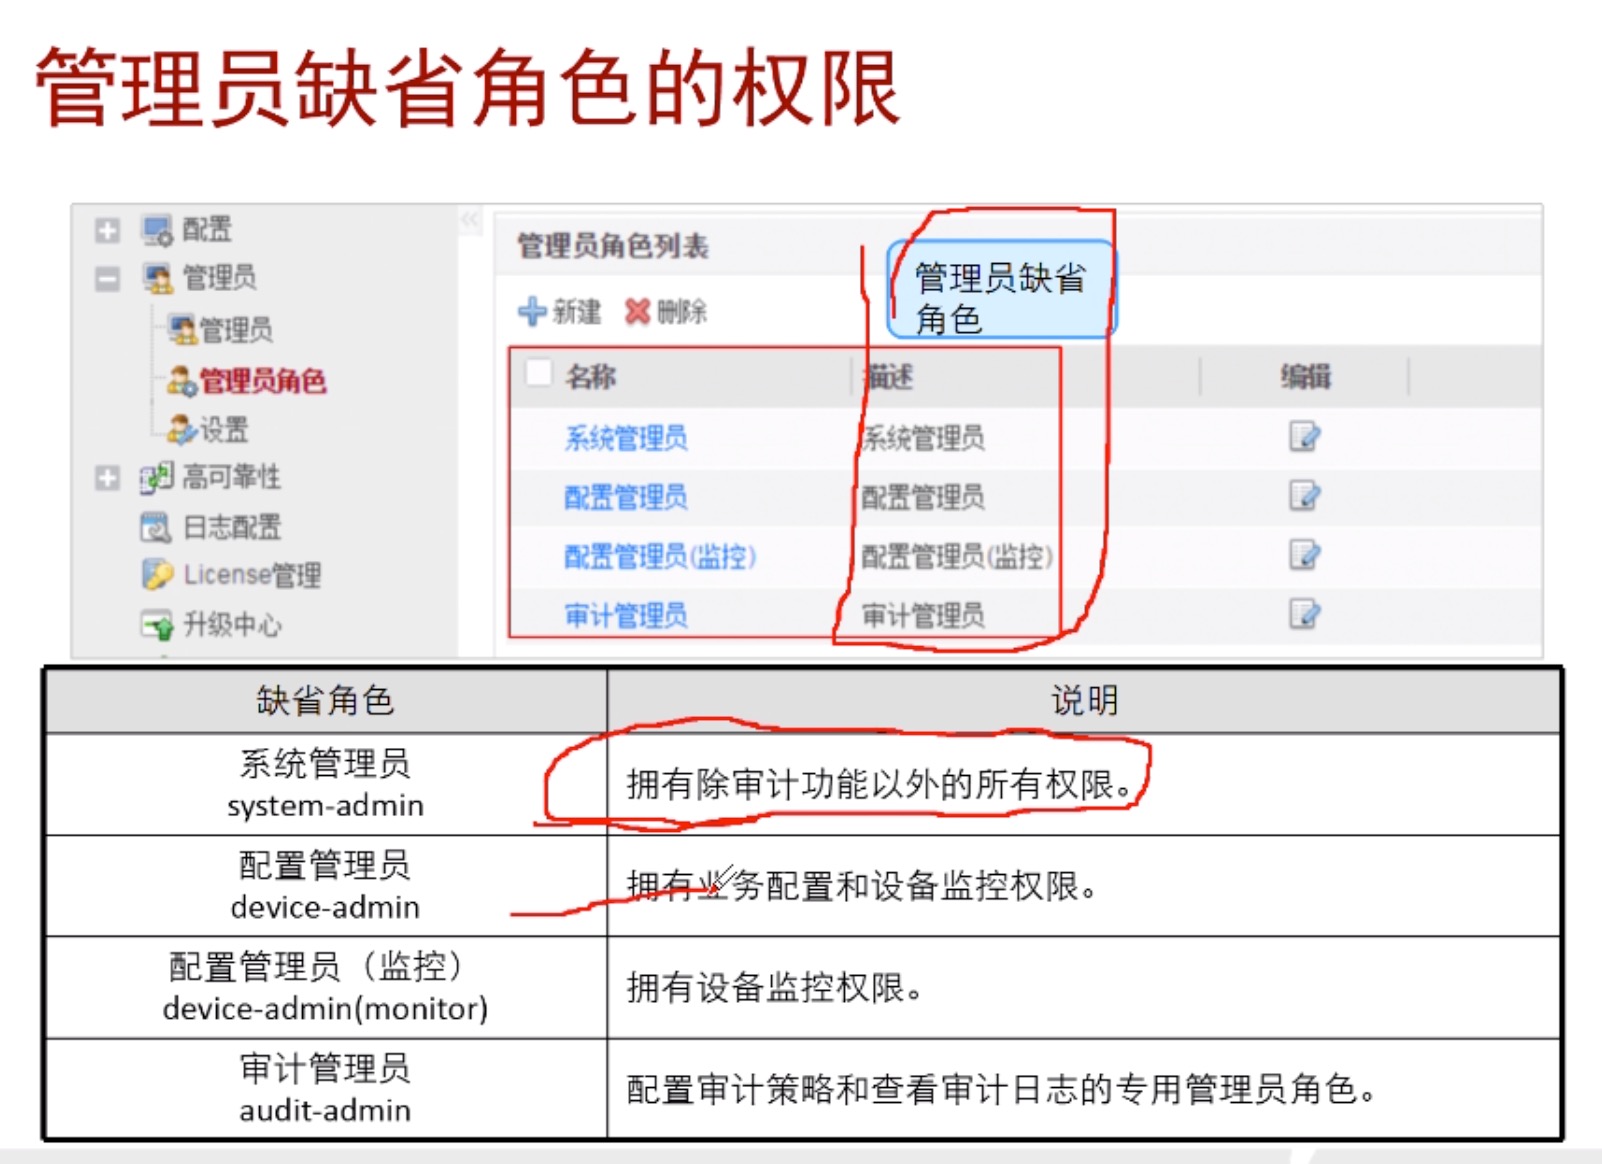 管理员缺省角色的权限
配置
管理员
管理员
管理员角色
设置
高可靠性
日志配置
License管理
升级中心
管理员角色列表
新建 删除
管理员缺省
角色
名称 描述 编辑
系统管理员 系统管理员
配置管理员 配置管理员
配置管理员(监控) 配置管理员(监控)
审计管理员 审计管理员
缺省角色 说明
系统管理员
system-admin
拥有除审计功能以外的所有权限。
配置管理员
device-admin
拥有业务配置和设备监控权限。
配置管理员（监控）
device-admin(monitor)
拥有设备监控权限。
审计管理员
audit-admin
配置审计策略和查看审计日志的专用管理员角色。